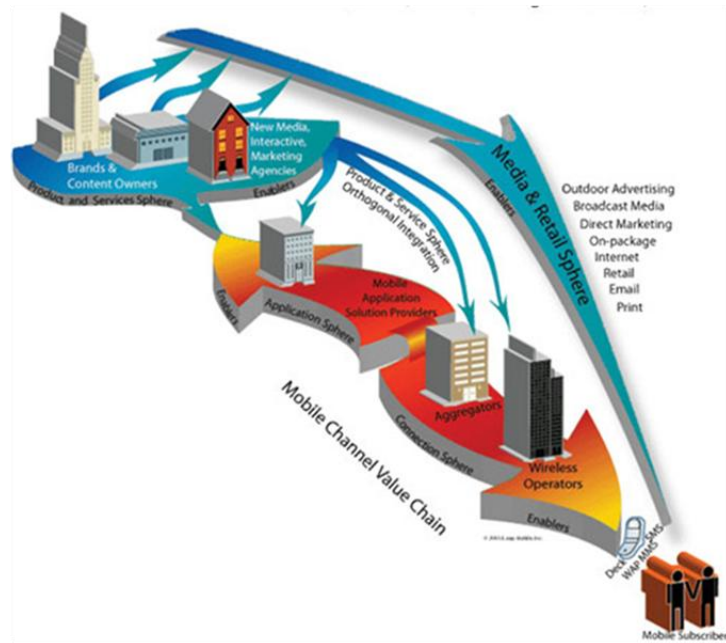 Brands &
Content Owners
Product and Services Sphere
New Media,
Interactive,
Marketing
Agencies
Enablers
Product & Service Sphere
Orthogonal Integration
Enablers
Media & Retail Sphere
Outdoor Advertising
Broadcast Media
Direct Marketing
On-package
Internet
Retail
Email
Print
Enablers
Application Sphere
Mobile
Application
Solution Providers
Aggregators
Connection Sphere
Wireless
Operators
Enablers
Mobile Channel Value Chain
Deck
WAP MMS
SMS
Mobile Subscriber